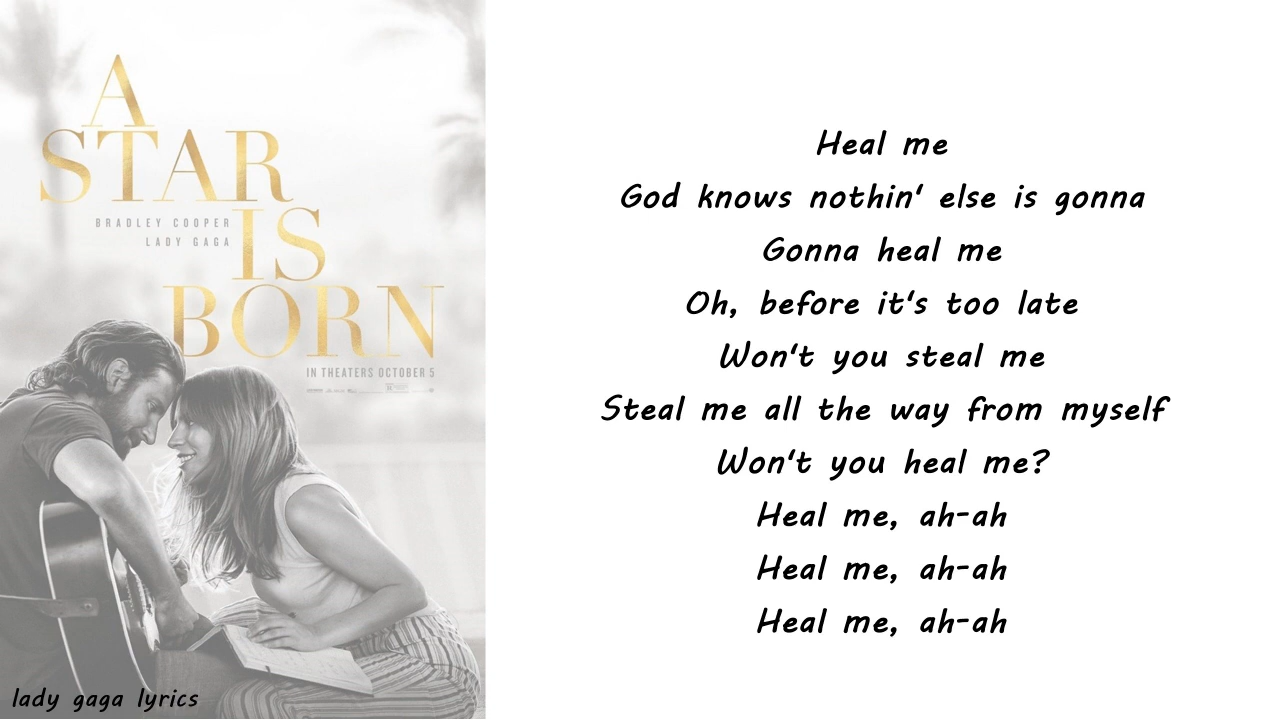 A
STAR
IS
BORN
BRADLEY COOPER
LADY GAGA
IN THEATERS OCTOBER 5
Heal me
God knows nothin' else is gonna
Gonna heal me
Oh, before it's too late
Won't you steal me
Steal me all the way from myself
Won't you heal me?
Heal me, ah-ah
Heal me, ah-ah
Heal me, ah-ah
lady gaga lyrics